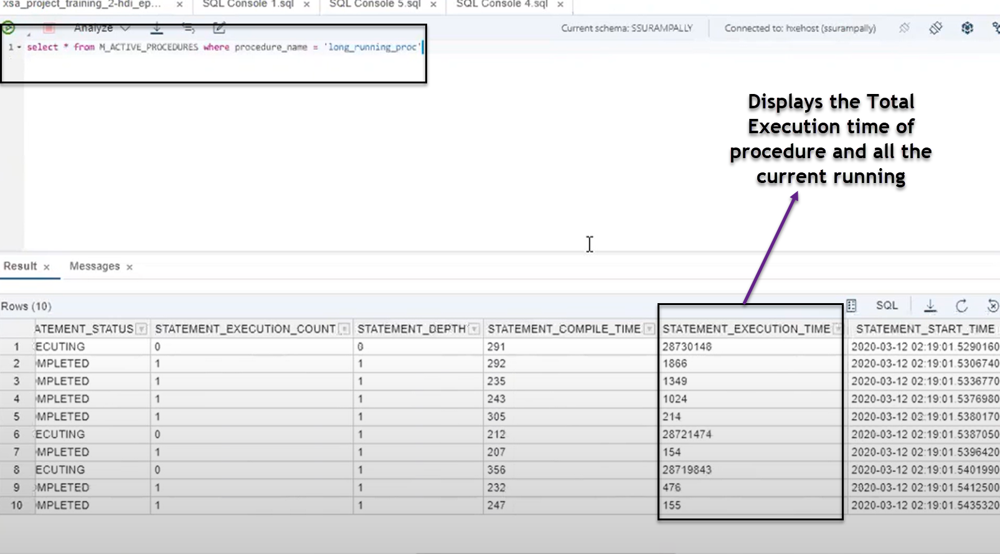 xsa_project_training_2-hdi_ep... × SQL Console 1.sql × SQL Console 5.sql × SQL Console 4.sql ×
Analyze Current schema: SSURAMPALLY Connected to: hxehost (ssurampally)
1 select * from M_ACTIVE_PROCEDURES where procedure_name = 'long_running_proc'
Displays the Total
Execution time of
procedure and all the
current running
Result × Messages ×
Rows (10) SQL
ATEMENT_STATUS STATEMENT_EXECUTION_COUNT STATEMENT_DEPTH STATEMENT_COMPILE_TIME STATEMENT_EXECUTION_TIME STATEMENT_START_TIME
1 ECUTING 0 0 291 28730148 2020-03-12 02:19:01.5290160
2 MPLETED 1 1 292 1866 2020-03-12 02:19:01.5306740
3 MPLETED 1 1 235 1349 2020-03-12 02:19:01.5336770
4 MPLETED 1 1 243 1024 2020-03-12 02:19:01.5376980
5 MPLETED 1 1 305 214 2020-03-12 02:19:01.5380170
6 ECUTING 0 1 212 28721474 2020-03-12 02:19:01.5387050
7 MPLETED 1 1 207 154 2020-03-12 02:19:01.5396420
8 ECUTING 0 1 356 28719843 2020-03-12 02:19:01.5401990
9 MPLETED 1 1 232 476 2020-03-12 02:19:01.5412500
10 MPLETED 1 1 247 155 2020-03-12 02:19:01.5435320